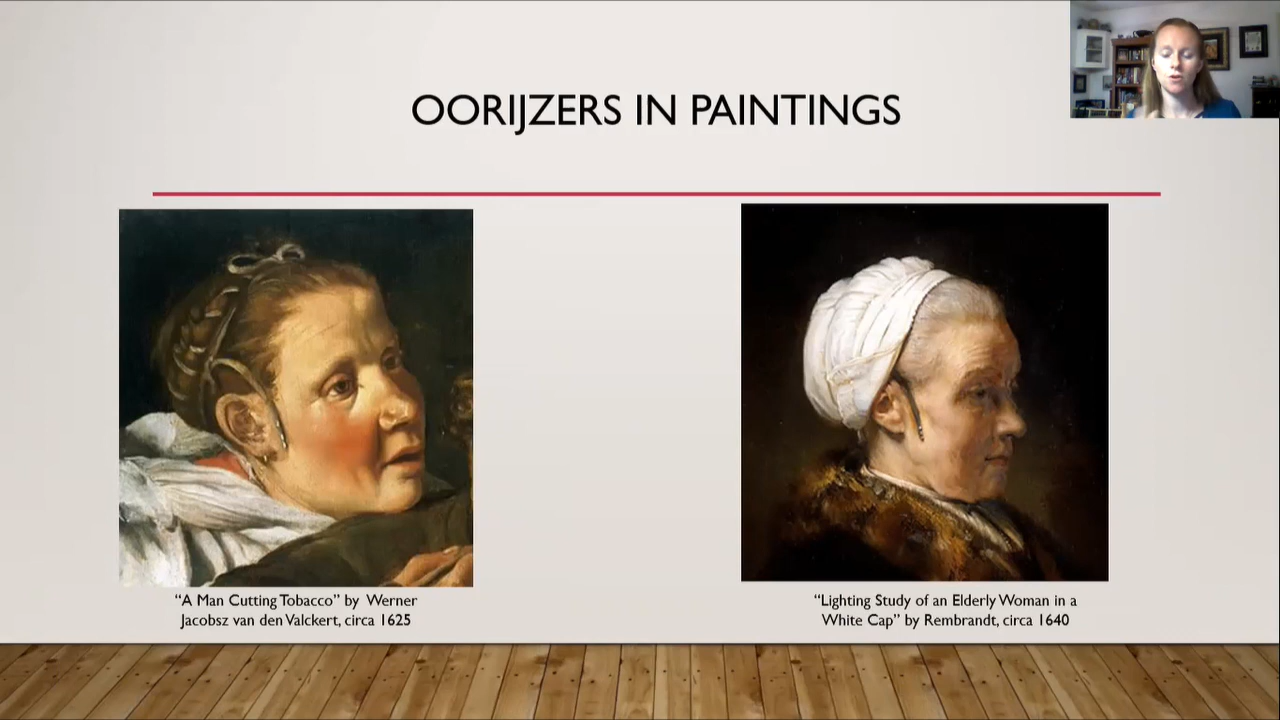 OORIJZERS IN PAINTINGS
“A Man Cutting Tobacco” by Werner
Jacobsz van den Valckert, circa 1625
“Lighting Study of an Elderly Woman in a
White Cap” by Rembrandt, circa 1640